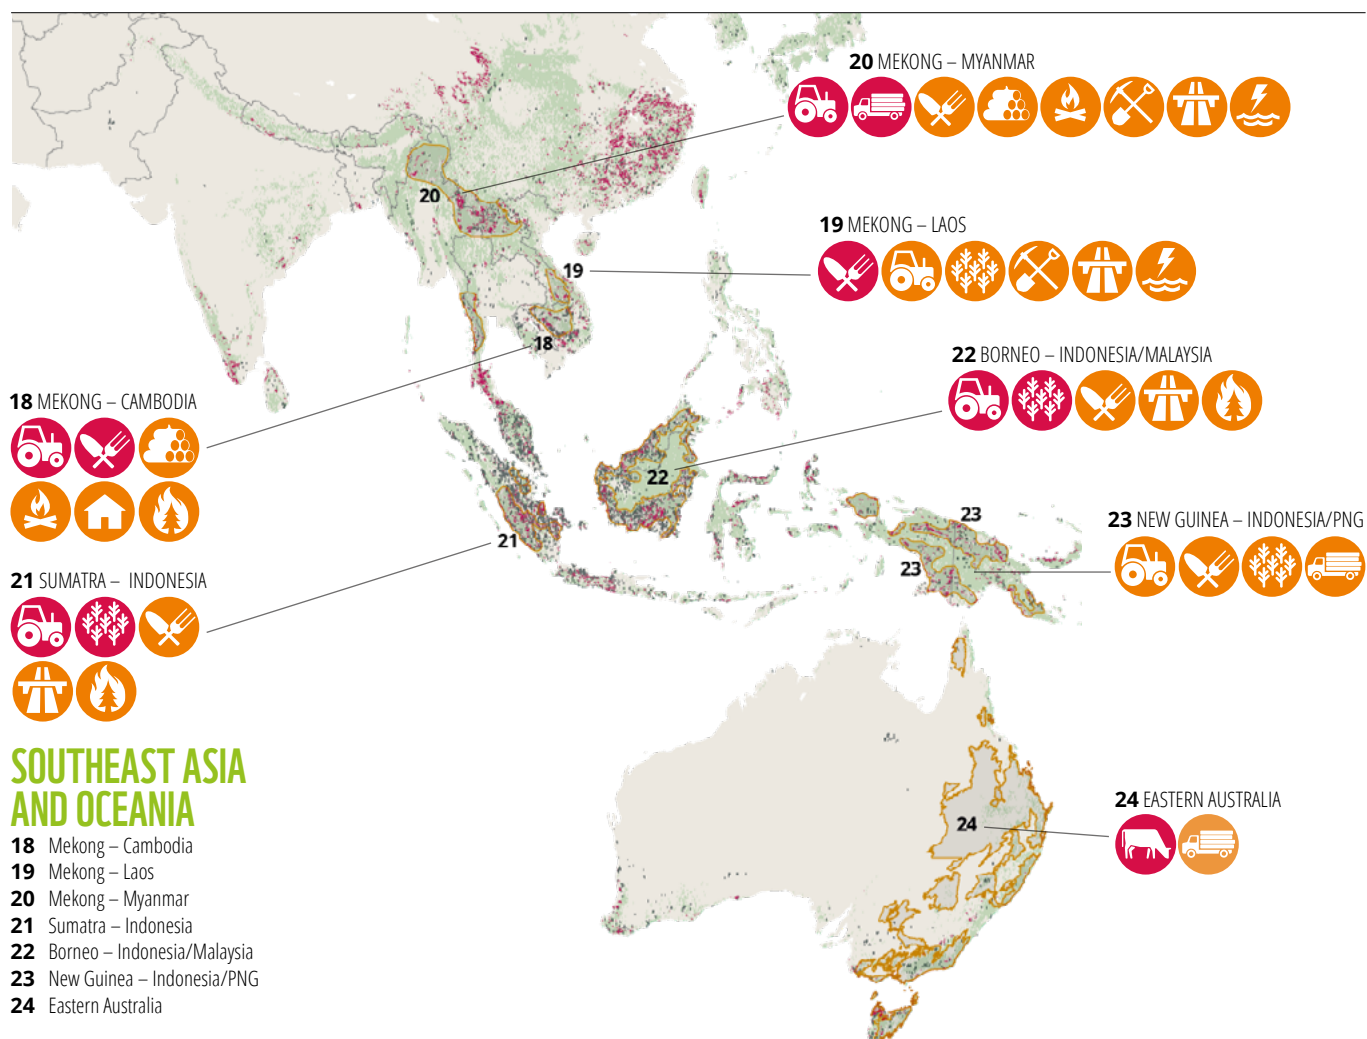 20 MEKONG – MYANMAR
20
19 MEKONG – LAOS
19
22 BORNEO – INDONESIA/MALAYSIA
18
18 MEKONG – CAMBODIA
22
23
23 NEW GUINEA – INDONESIA/PNG
21
23
21 SUMATRA – INDONESIA
SOUTHEAST ASIA
AND OCEANIA
24 EASTERN AUSTRALIA
24
18 Mekong – Cambodia
19 Mekong – Laos
20 Mekong – Myanmar
21 Sumatra – Indonesia
22 Borneo – Indonesia/Malaysia
23 New Guinea – Indonesia/PNG
24 Eastern Australia